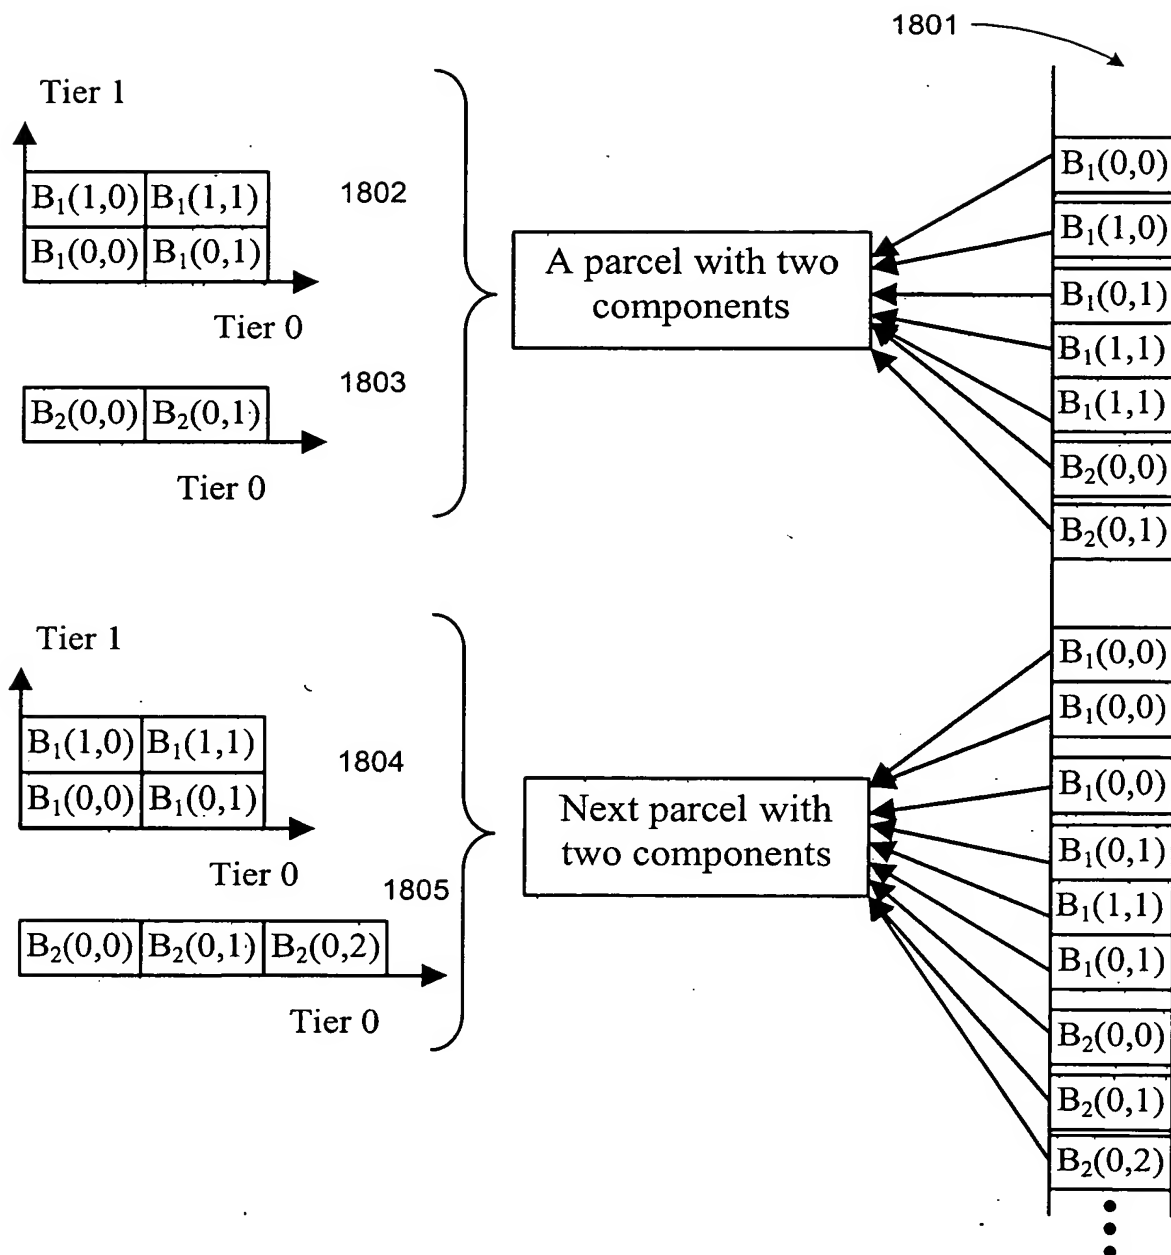 1801
Tier 1
B₁(1,0) B₁(1,1)
B₁(0,0) B₁(0,1)
Tier 0
1802
B₂(0,0) B₂(0,1)
Tier 0
1803
A parcel with two
components
B₁(0,0)
B₁(1,0)
B₁(0,1)
B₁(1,1)
B₁(1,1)
B₂(0,0)
B₂(0,1)
Tier 1
B₁(1,0) B₁(1,1)
B₁(0,0) B₁(0,1)
Tier 0
1804
B₂(0,0) B₂(0,1) B₂(0,2)
Tier 0
1805
Next parcel with
two components
B₁(0,0)
B₁(0,0)
B₁(0,0)
B₁(0,1)
B₁(1,1)
B₁(0,1)
B₂(0,0)
B₂(0,1)
B₂(0,2)